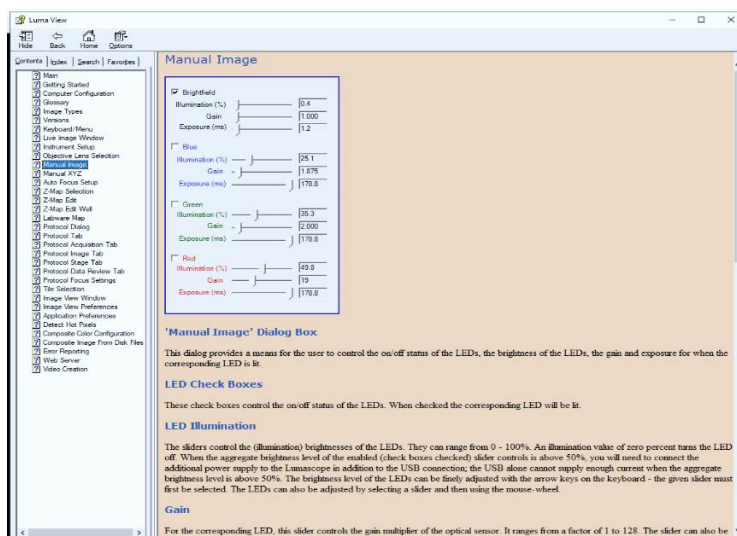 Luma View
Hide Back Home Options
Contents Index Search Favorites
Main
Getting Started
Computer Configuration
Glossary
Image Types
Versions
Keyboard/Menu
Live Image Window
Instrument Setup
Objective Lens Selection
Manual Image
Manual XYZ
Auto Focus Setup
Z-Map Selection
Z-Map Edit
Z-Map Edit Well
Labware Map
Protocol Dialog
Protocol Tab
Protocol Acquisition Tab
Protocol Image Tab
Protocol Stage Tab
Protocol Data Review Tab
Protocol Focus Settings
Tile Selection
Image View Window
Image View Preferences
Application Preferences
Detect Hot Pixels
Composite Color Configuration
Composite Image From Disk Files
Error Reporting
Web Server
Video Creation
Manual Image
Brightfield
Illumination (%) 0.4
Gain 1.000
Exposure (ms) 1.2
Blue
Illumination (%) 25.1
Gain 1.875
Exposure (ms) 178.8
Green
Illumination (%) 35.3
Gain 2.000
Exposure (ms) 178.8
Red
Illumination (%) 49.8
Gain 19
Exposure (ms) 178.8
'Manual Image' Dialog Box
This dialog provides a means for the user to control the on/off status of the LEDs, the brightness of the LEDs, the gain and exposure for when the
corresponding LED is lit.
LED Check Boxes
These check boxes control the on/off status of the LEDs. When checked the corresponding LED will be lit.
LED Illumination
The sliders control the (illumination) brightnesses of the LEDs. They can range from 0 - 100%. An illumination value of zero percent turns the LED
off. When the aggregate brightness level of the enabled (check boxes checked) slider controls is above 50%, you will need to connect the
additional power supply to the Lumascope in addition to the USB connection; the USB alone cannot supply enough current when the aggregate
brightness level is above 50%. The brightness level of the LEDs can be finely adjusted with the arrow keys on the keyboard - the given slider must
first be selected. The LEDs can also be adjusted by selecting a slider and then using the mouse-wheel.
Gain
For the corresponding LED, this slider controls the gain multiplier of the optical sensor. It ranges from a factor of 1 to 128. The slider can also be